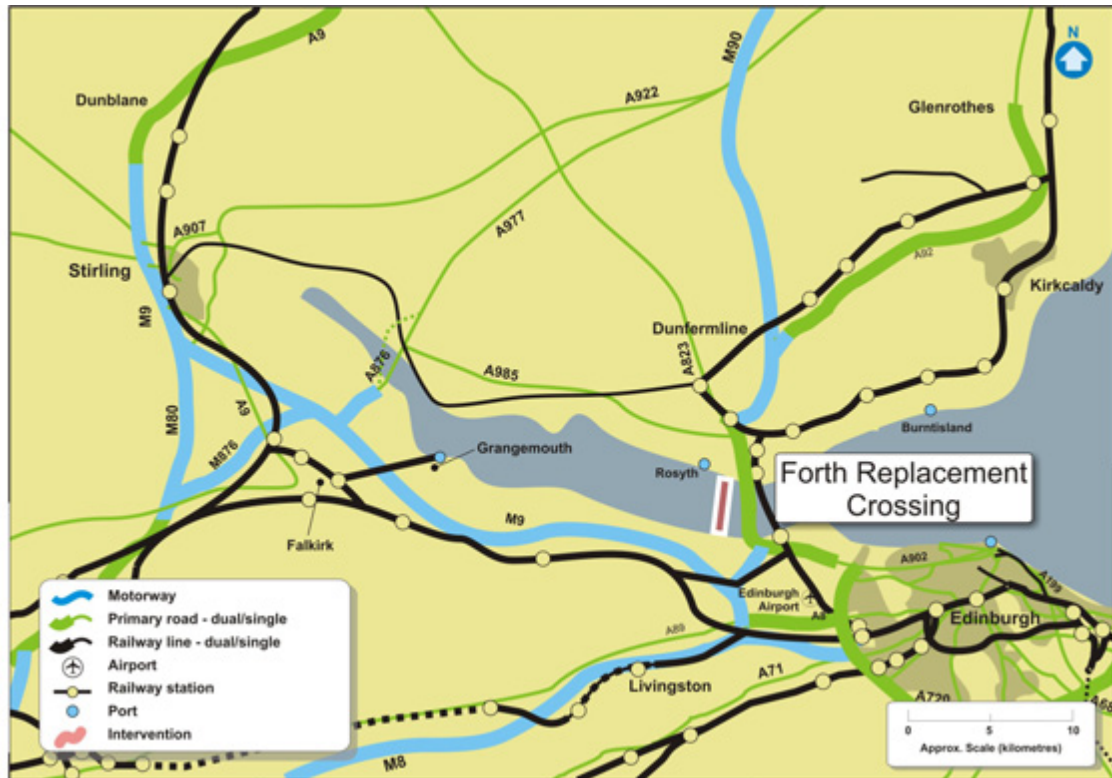 A9
M90
N
Dunblane
A922
Glenrothes
A907
A977
Stirling
M9
A92
Kirkcaldy
Dunfermline
A823
A876
A985
A9
M80
M876
Grangemouth
Burntisland
Rosyth
Forth Replacement
Crossing
M9
Falkirk
A902
A199
Edinburgh
Airport
A8
Edinburgh
A89
Livingston
A71
A720
A68
M8
Motorway
Primary road - dual/single
Railway line - dual/single
Airport
Railway station
Port
Intervention
0
5
10
Approx. Scale (kilometres)